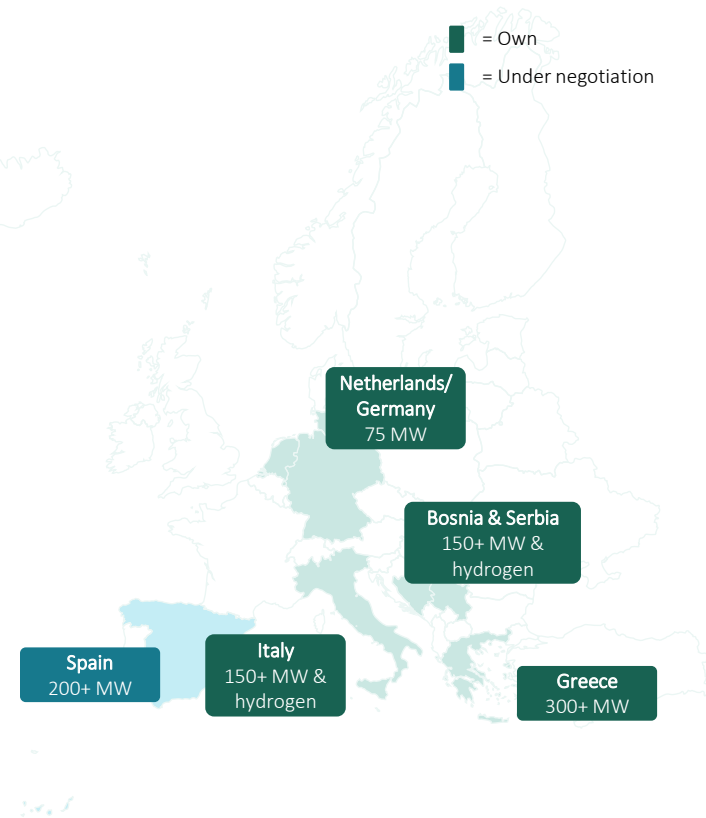 = Own
= Under negotiation
Netherlands/
Germany
75 MW
Bosnia & Serbia
150+ MW &
hydrogen
Italy
150+ MW &
hydrogen
Spain
200+ MW
Greece
300+ MW